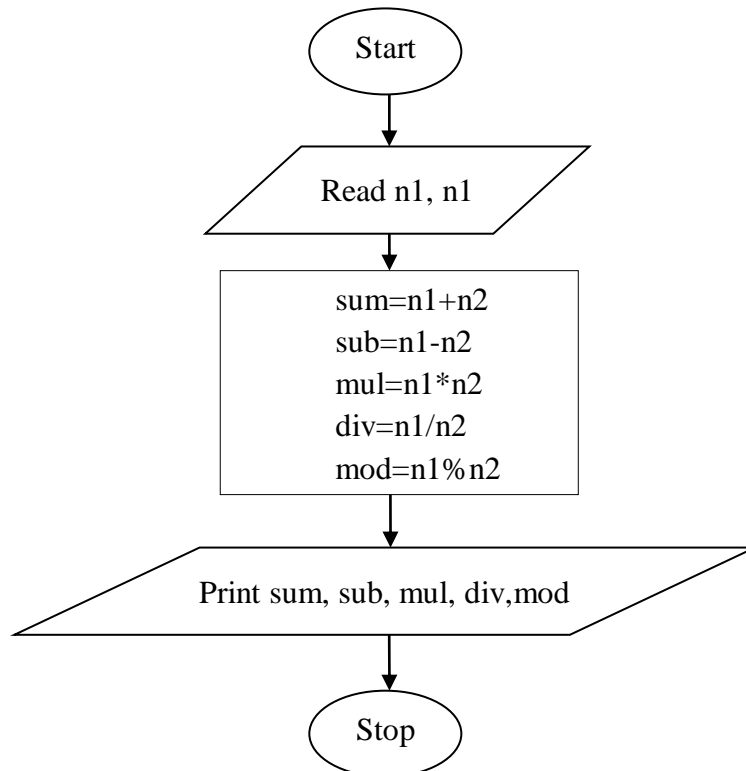 Start
Read n1, n1
sum=n1+n2
sub=n1-n2
mul=n1*n2
div=n1/n2
mod=n1%n2
Print sum, sub, mul, div,mod
Stop